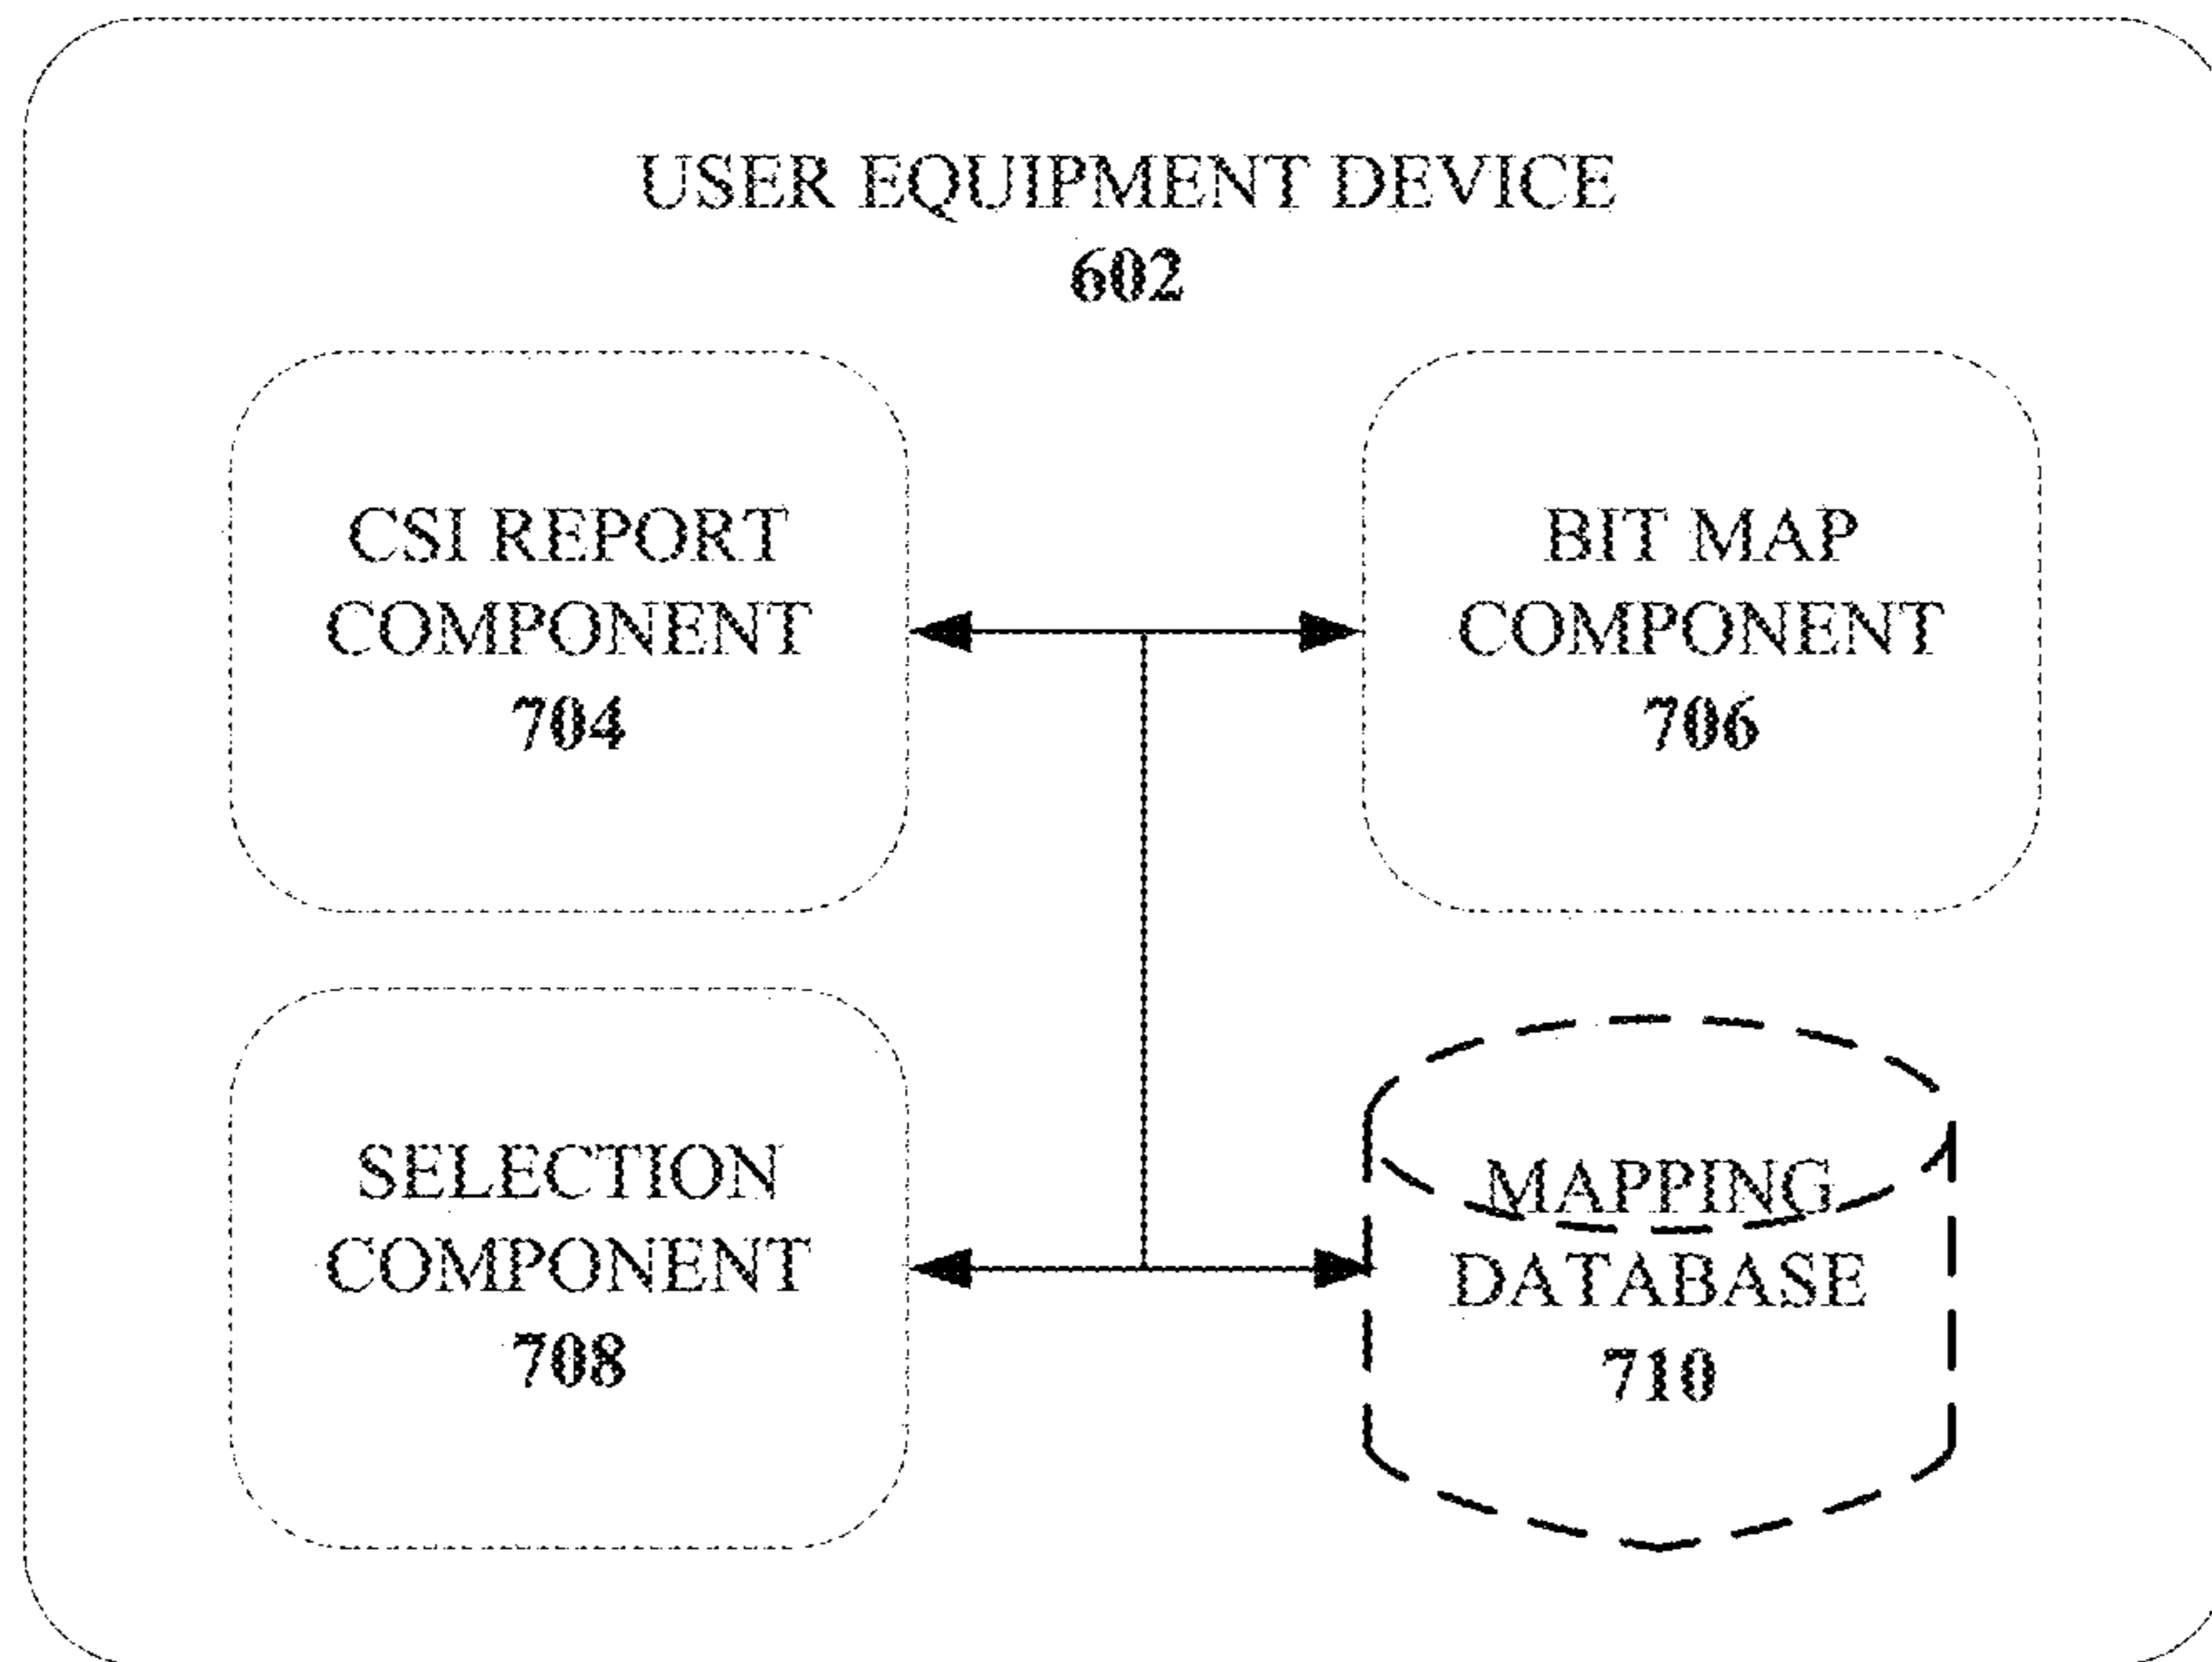 USER EQUIPMENT DEVICE
602
CSI REPORT
COMPONENT
704
BIT MAP
COMPONENT
706
SELECTION
COMPONENT
708
MAPPING
DATABASE
710